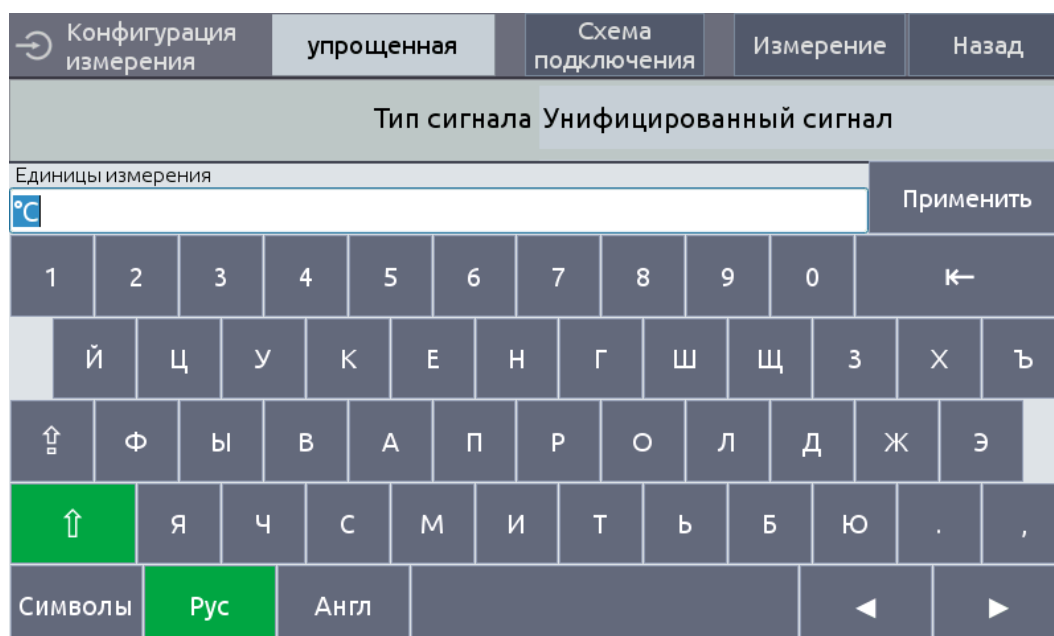 Конфигурация измерения упрощенная Схема подключения Измерение Назад
Тип сигнала Унифицированный сигнал
Единицы измерения
°C Применить
1 2 3 4 5 6 7 8 9 0
Й Ц У К Е Н Г Ш Щ З Х Ъ
Ф Ы В А П Р О Л Д Ж Э
Я Ч С М И Т Ь Б Ю . ,
Символы Рус Англ